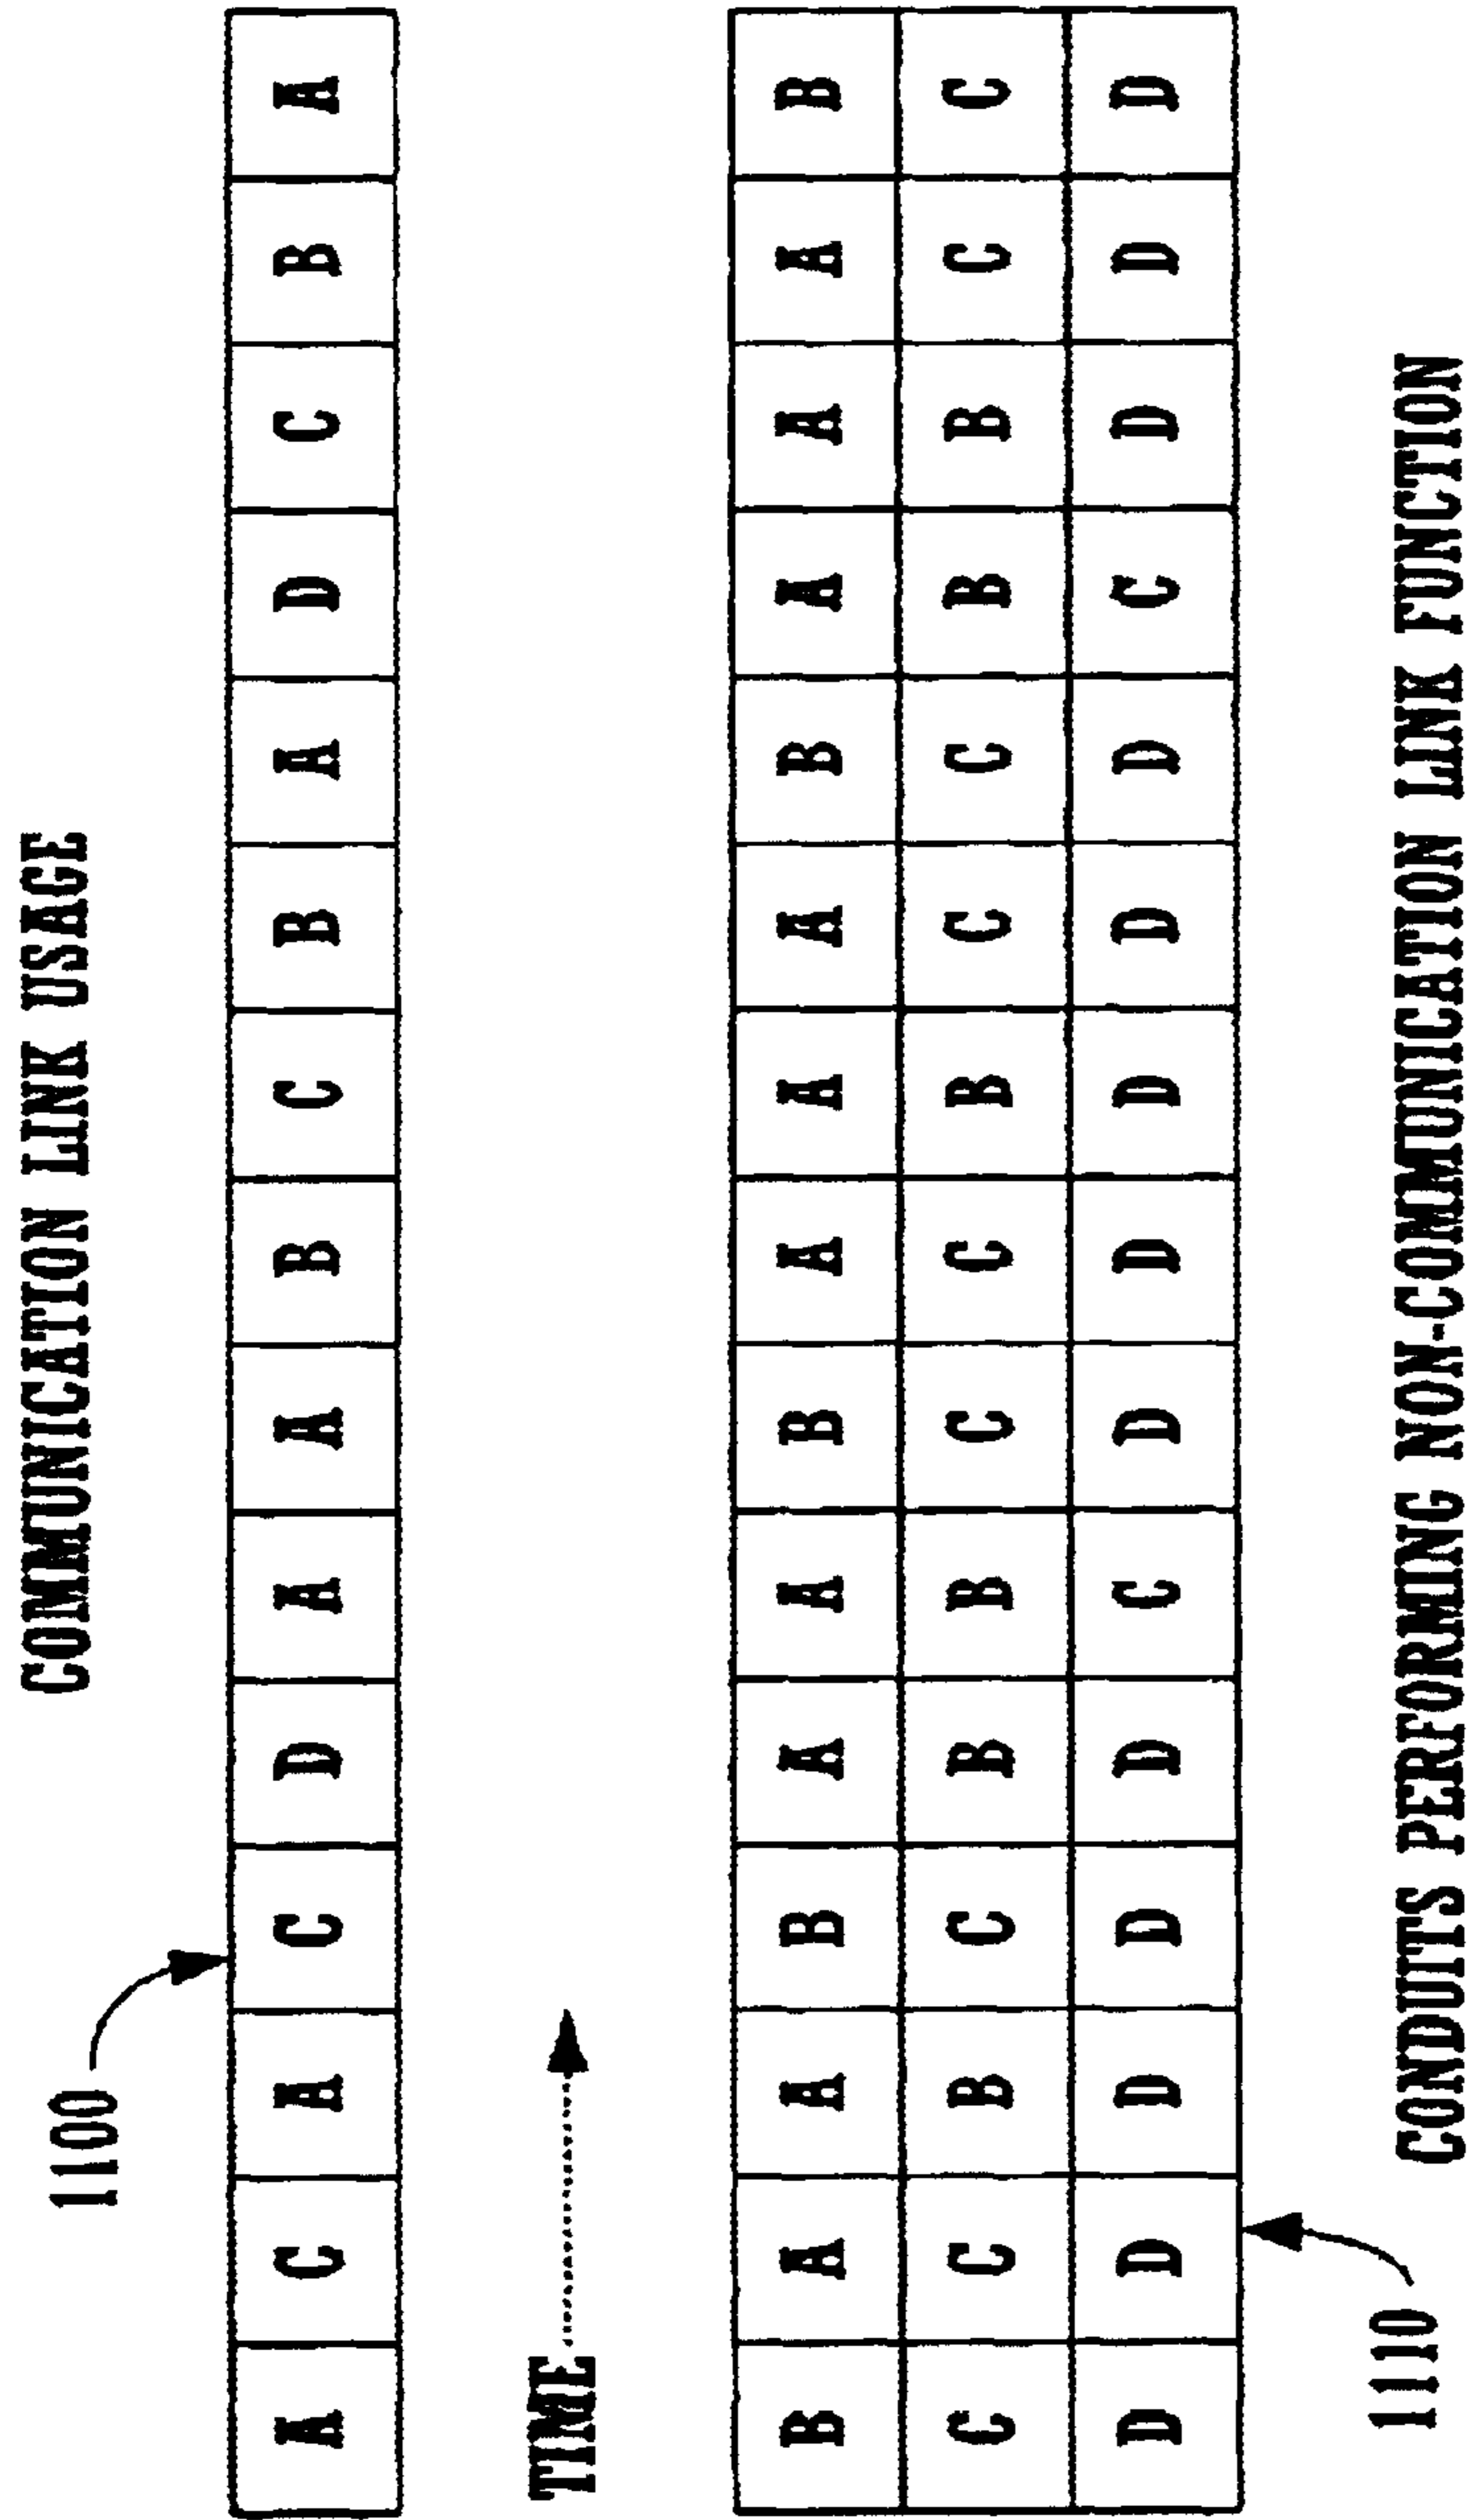 COMMUNICATION LINK USAGE
1100
A C A C D A A B C B A D C B A
TIME
B A A B A A B A A A B A A A B
C C B C B B C C B C C B B C C
D D D D D C D D D D D C D D D
1110
CONDUITS PERFORMING NON-COMMUNICATION LINK FUNCTION